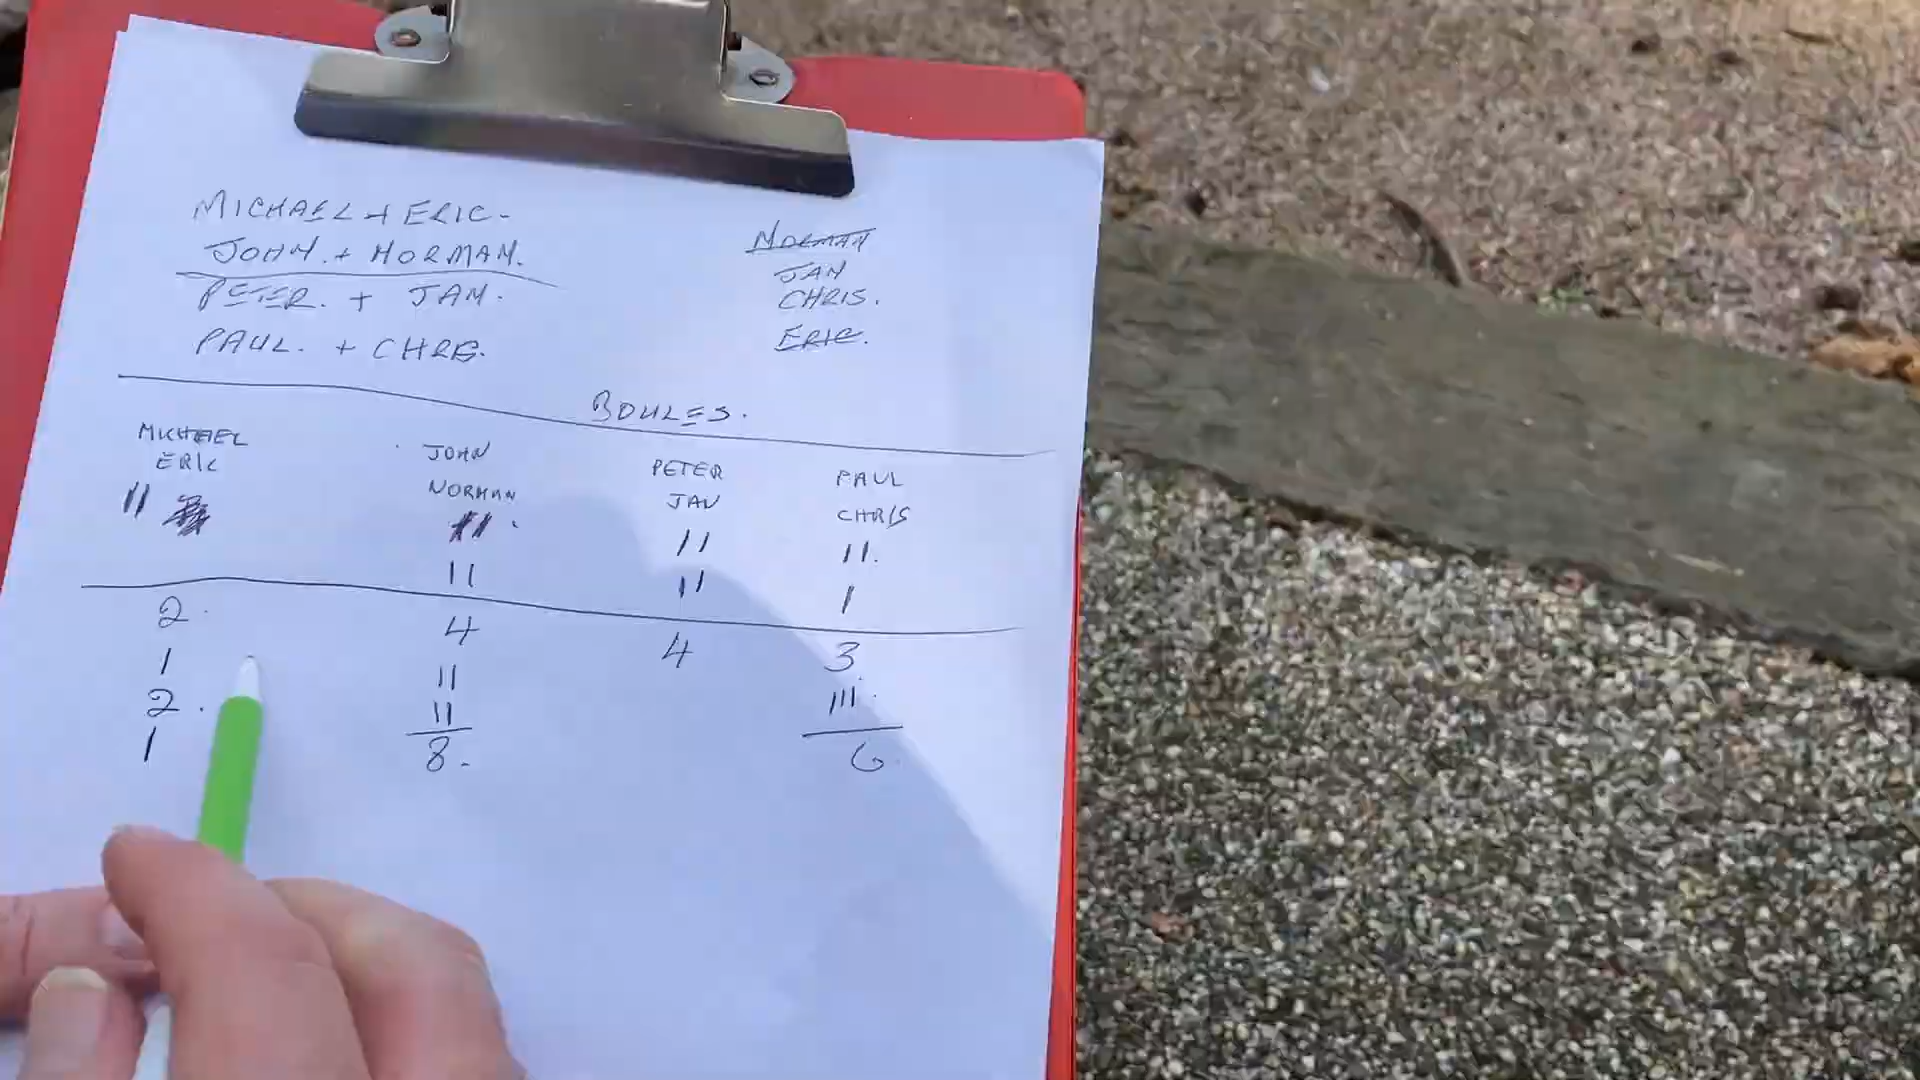 MICHAEL + ERIC-
JOHN. + NORMAN.
PETER. + JAN.
PAUL. + CHRIS.
NORMAN
JAN
CHRIS.
ERIC.
BOULES.
MICHAEL
ERIC
11
2.
1
2.
1
JOHN
NORMAN
11.
11
4
11
11
8.
PETER
JAN
11
11
4
PAUL
CHRIS
11.
1
3
111.
6.